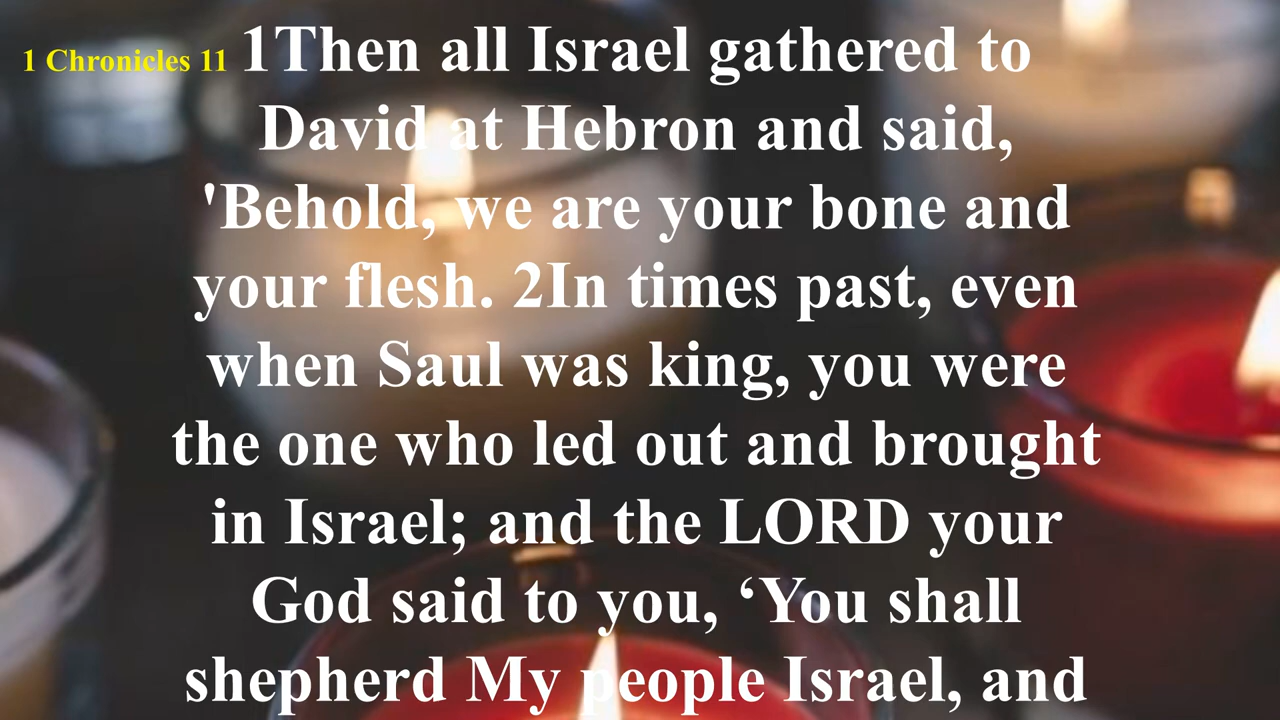 1 Chronicles 11
1Then all Israel gathered to
David at Hebron and said,
'Behold, we are your bone and
your flesh. 2In times past, even
when Saul was king, you were
the one who led out and brought
in Israel; and the LORD your
God said to you, ‘You shall
shepherd My people Israel, and